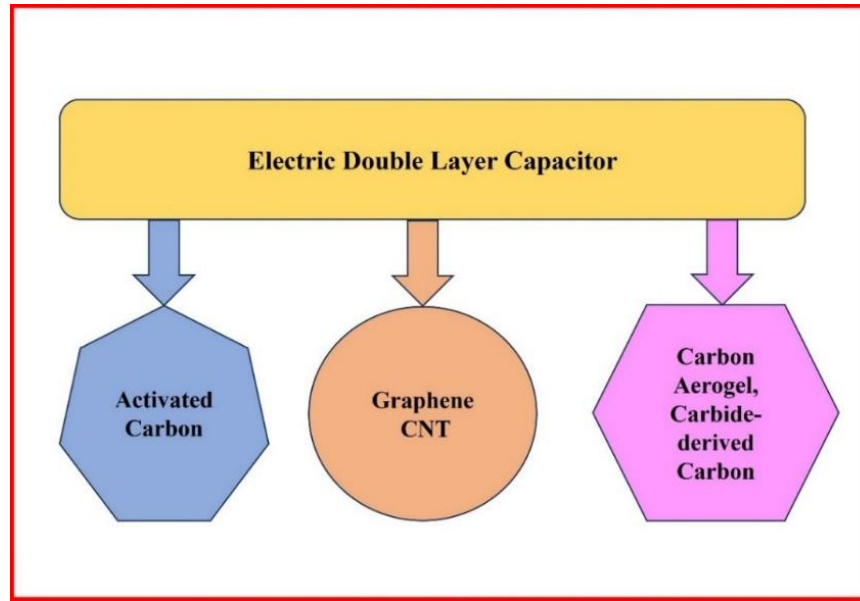 Electric Double Layer Capacitor
Activated
Carbon
Graphene
CNT
Carbon
Aerogel,
Carbide-
derived
Carbon